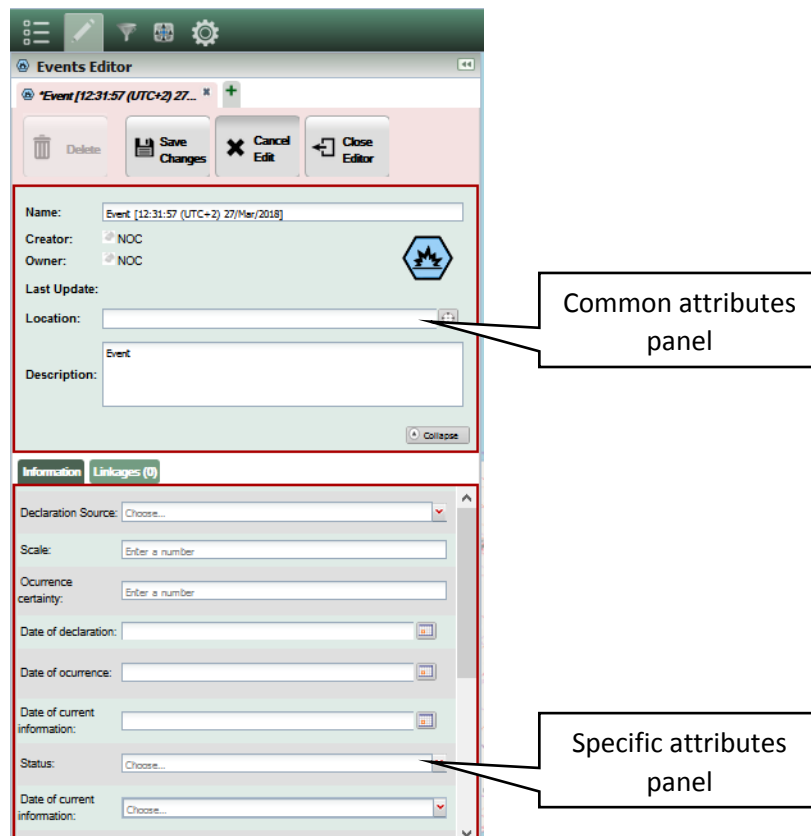 Events Editor
*Event [12:31:57 (UTC+2) 27...
Delete
Save
Changes
Cancel
Edit
Close
Editor
Name: Event [12:31:57 (UTC+2) 27/Mar/2018]
Creator: NOC
Owner: NOC
Last Update:
Location:
Description: Event
Collapse
Common attributes
panel
Information Linkages (0)
Declaration Source: Choose...
Scale: Enter a number
Ocurrence
certainty: Enter a number
Date of declaration:
Date of ocurrence:
Date of current
information:
Status: Choose...
Date of current
information: Choose...
Specific attributes
panel